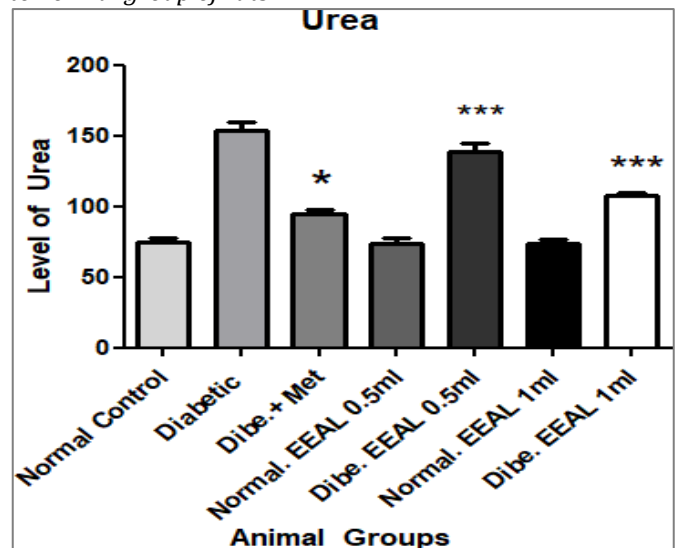 Urea
200
150
100
50
0
Level of Urea
*
***
***
Normal Control
Diabetic
Dibe.+ Met
Normal. EEAL 0.5ml
Dibe. EEAL 0.5ml
Normal. EEAL 1ml
Dibe. EEAL 1ml
Animal Groups